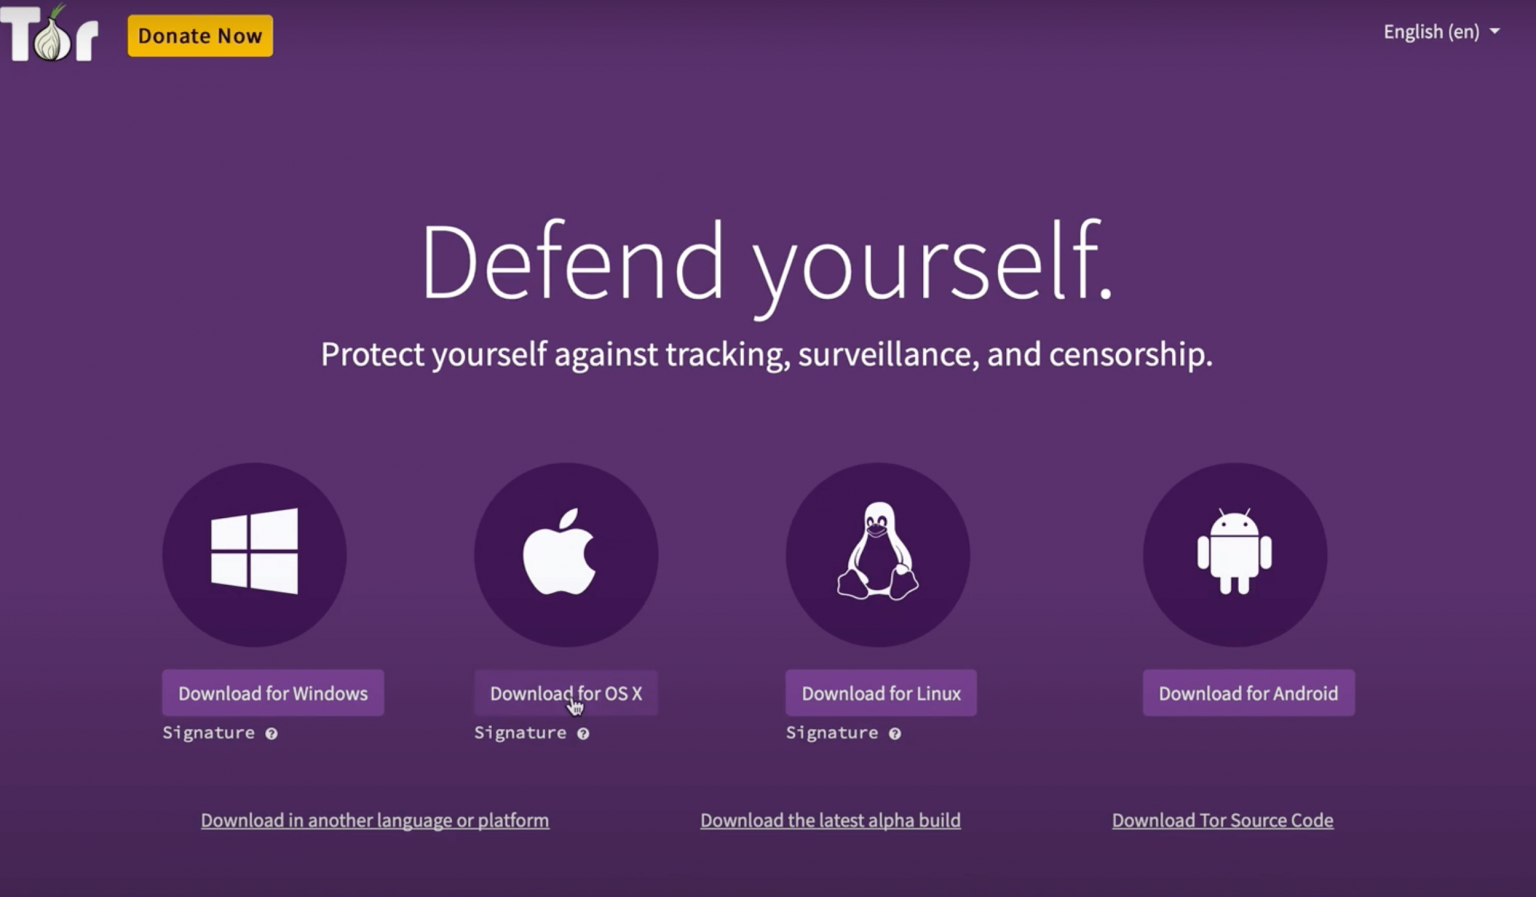 Tor
Donate Now
English (en)
Defend yourself.
Protect yourself against tracking, surveillance, and censorship.
Download for Windows
Download for OS X
Download for Linux
Download for Android
Signature ?
Signature ?
Signature ?
Download in another language or platform
Download the latest alpha build
Download Tor Source Code